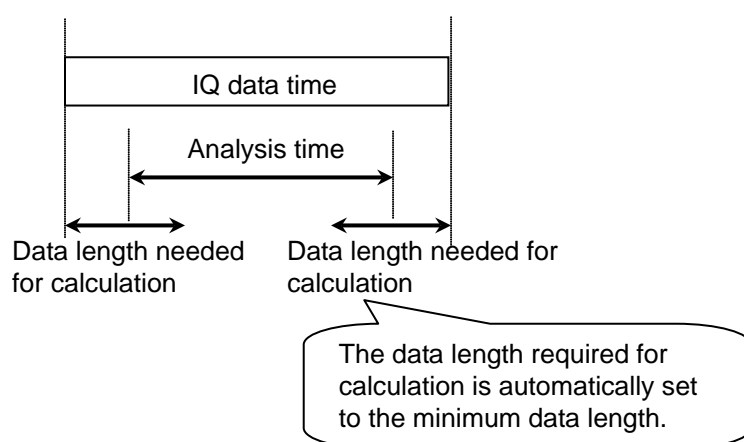 IQ data time
Analysis time
Data length needed
for calculation
Data length needed for
calculation
The data length required for
calculation is automatically set
to the minimum data length.